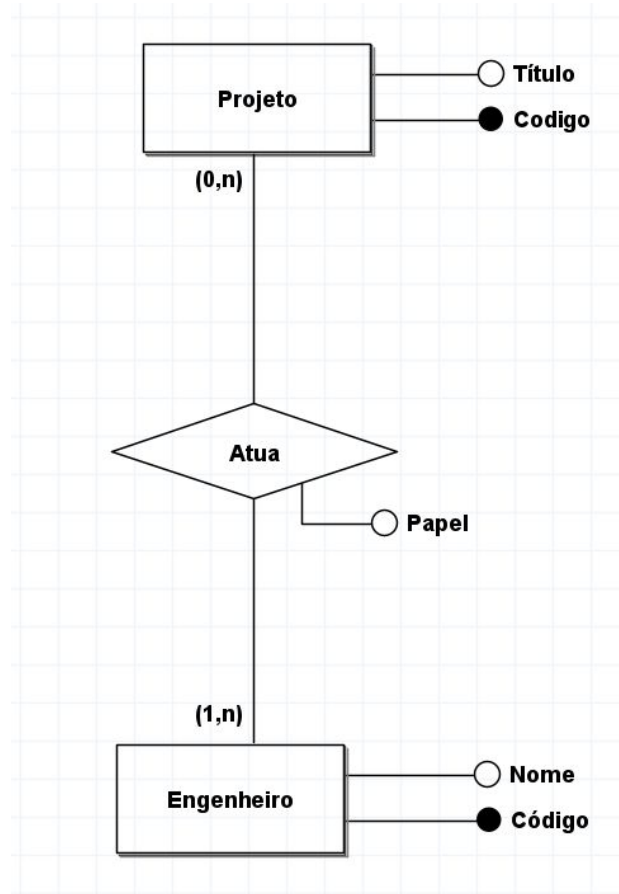 Projeto
Título
Codigo
(0,n)
Atua
Papel
(1,n)
Engenheiro
Nome
Código